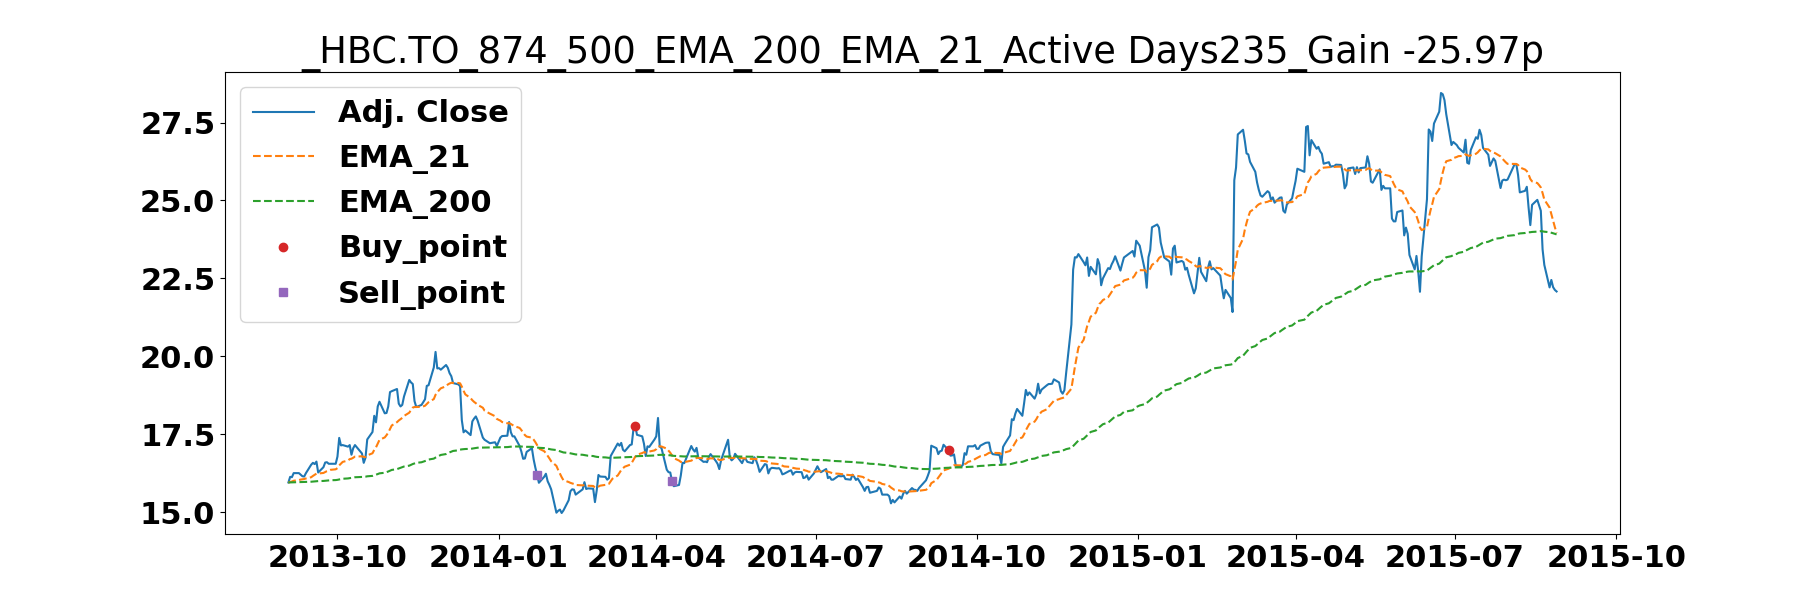 _HBC.TO_874_500_EMA_200_EMA_21_Active Days235_Gain -25.97p
Adj. Close
EMA_21
EMA_200
Buy_point
Sell_point
27.5
25.0
22.5
20.0
17.5
15.0
2013-10 2014-01 2014-04 2014-07 2014-10 2015-01 2015-04 2015-07 2015-10